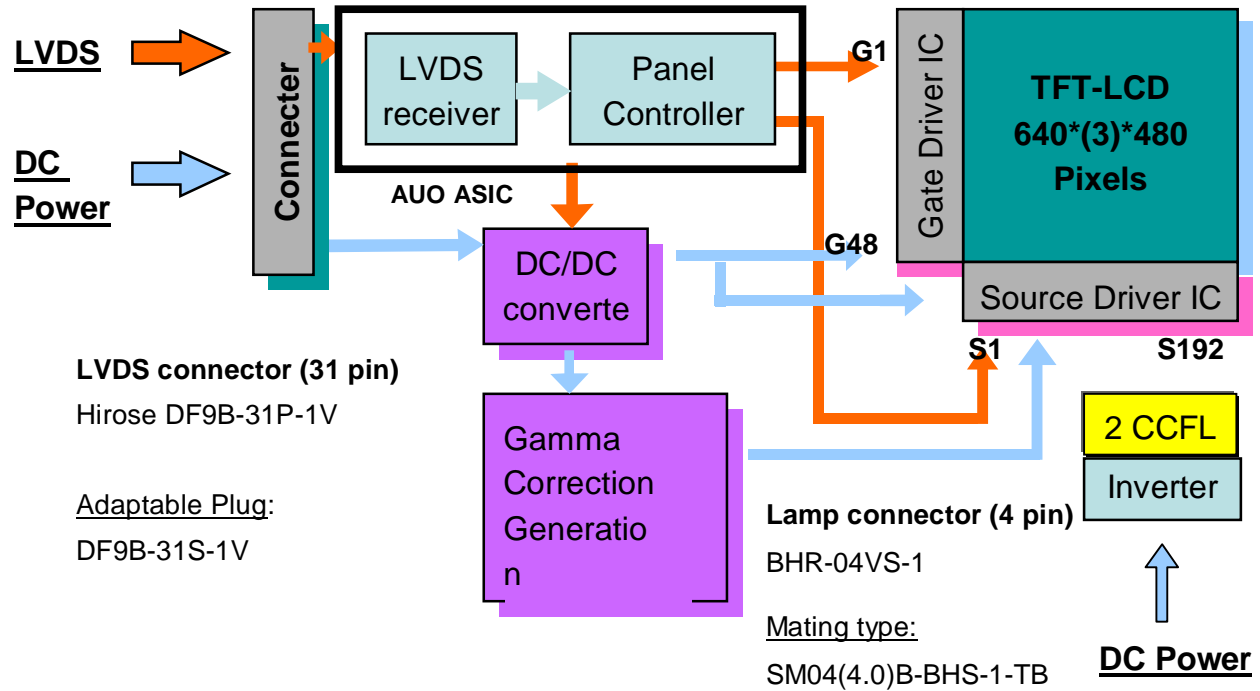 LVDS
DC
Power
Connecter
LVDS
receiver
Panel
Controller
AUO ASIC
G1
Gate Driver IC
TFT-LCD
640*(3)*480
Pixels
G48
Source Driver IC
S1
S192
DC/DC
converte
Gamma
Correction
Generatio
n
LVDS connector (31 pin)
Hirose DF9B-31P-1V
Adaptable Plug:
DF9B-31S-1V
2 CCFL
Inverter
Lamp connector (4 pin)
BHR-04VS-1
Mating type:
SM04(4.0)B-BHS-1-TB
DC Power